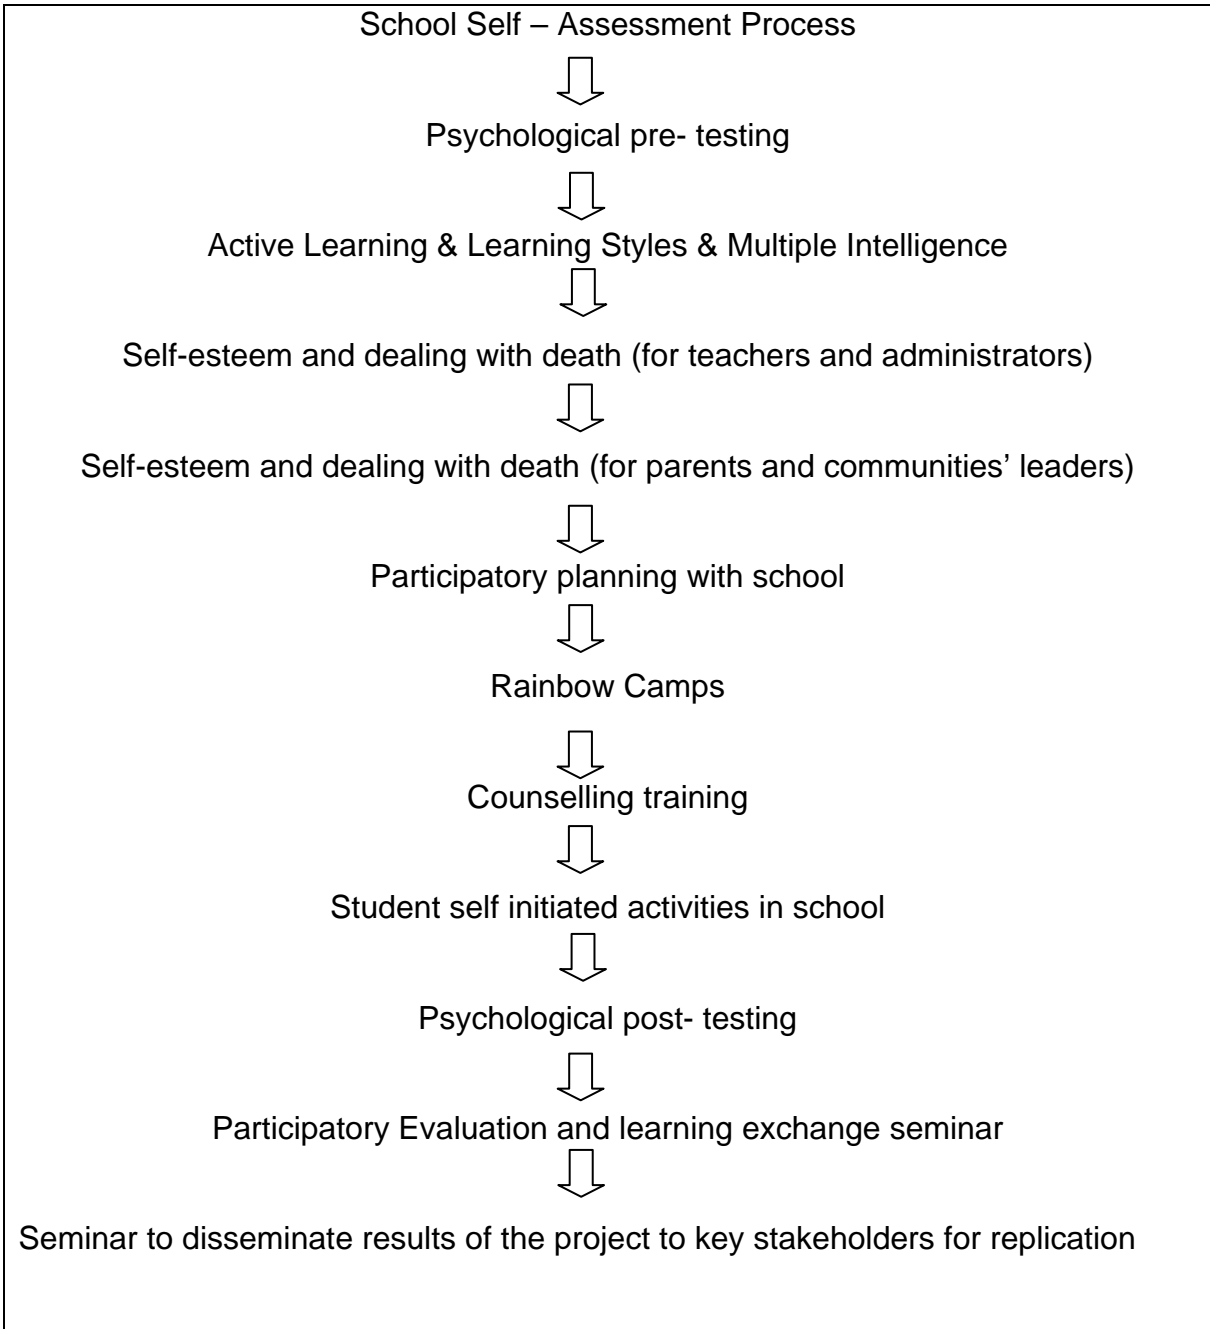 School Self – Assessment Process
Psychological pre- testing
Active Learning & Learning Styles & Multiple Intelligence
Self-esteem and dealing with death (for teachers and administrators)
Self-esteem and dealing with death (for parents and communities’ leaders)
Participatory planning with school
Rainbow Camps
Counselling training
Student self initiated activities in school
Psychological post- testing
Participatory Evaluation and learning exchange seminar
Seminar to disseminate results of the project to key stakeholders for replication